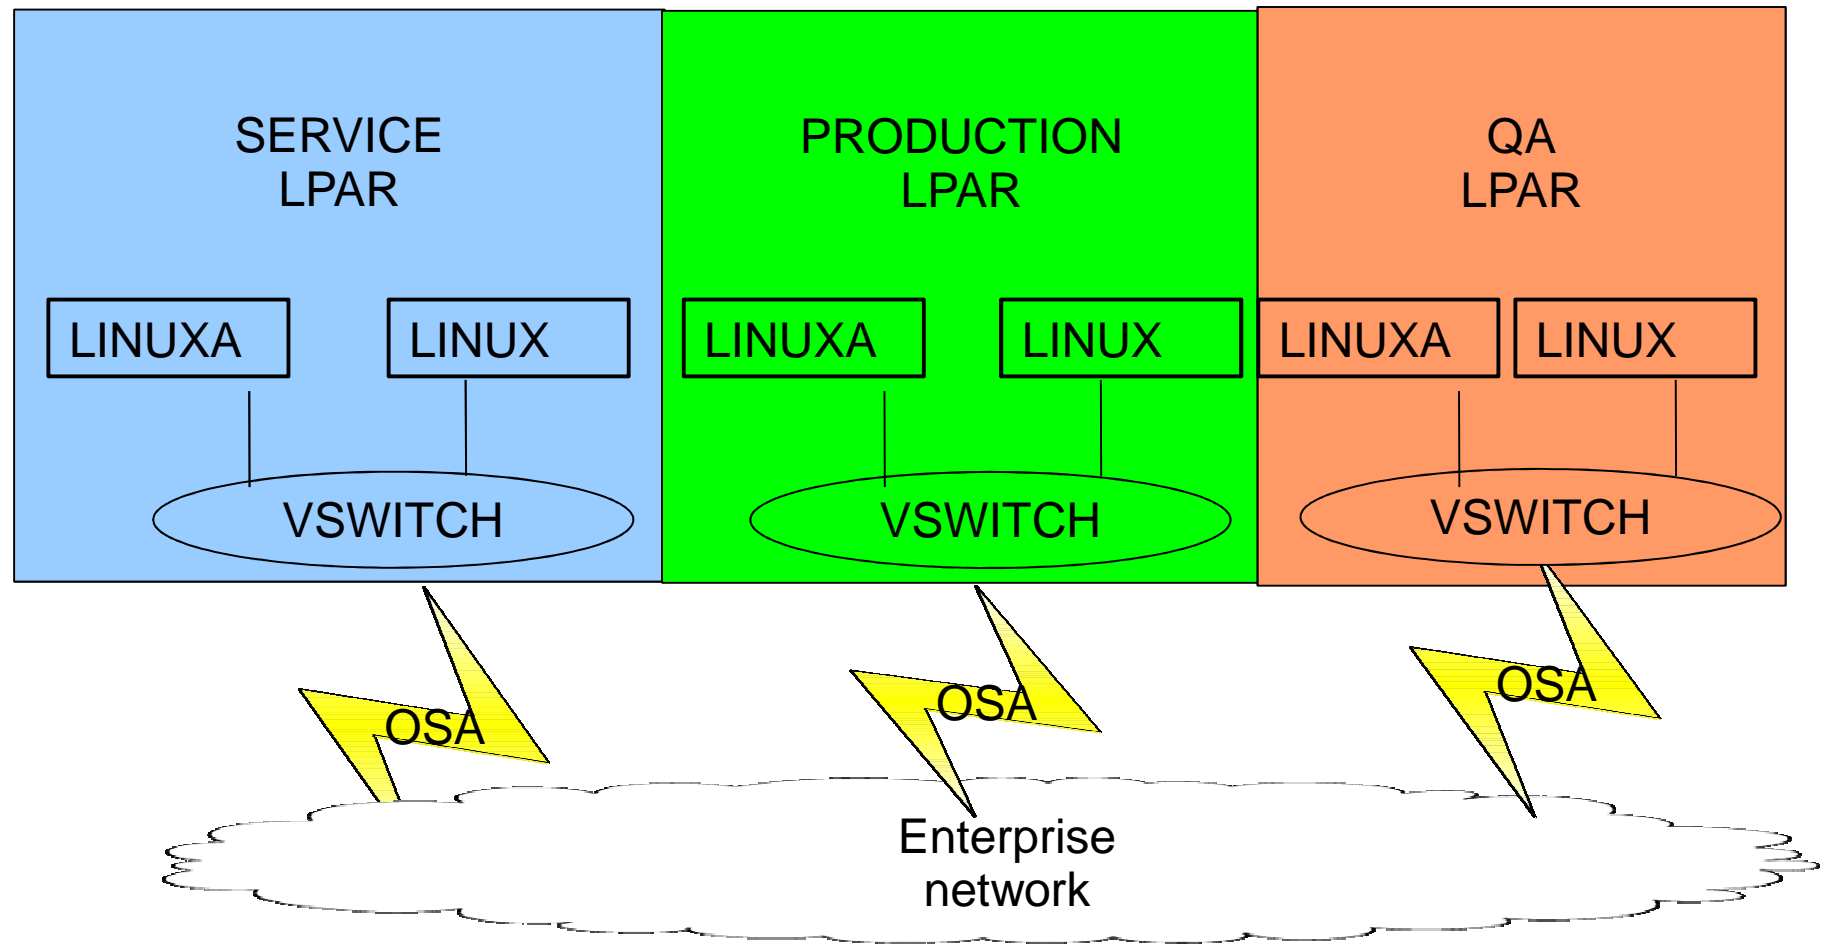 SERVICE
LPAR
PRODUCTION
LPAR
QA
LPAR
LINUXA
LINUX
LINUXA
LINUX
LINUXA
LINUX
VSWITCH
VSWITCH
VSWITCH
OSA
OSA
OSA
Enterprise
network